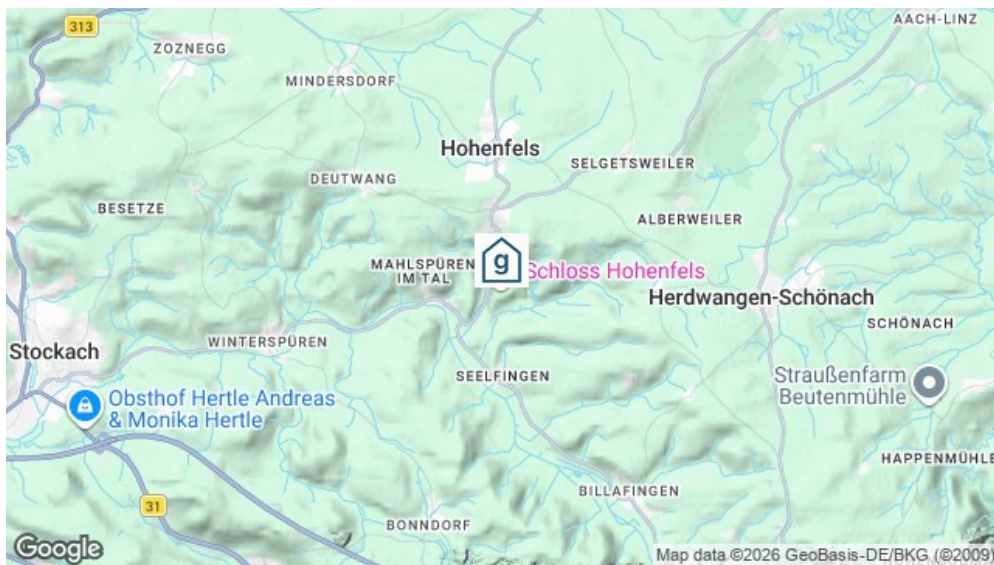 313
ZOZNEGG
AACH-LINZ
MINDERSDORF
Hohenfels
SELGETSWEILER
DEUTWANG
BESETZE
ALBERWEILER
MAHLSPÜREN
IM TAL
g
Schloss Hohenfels
Herdwangen-Schönach
SCHÖNACH
WINTERSPÜREN
Stockach
SEELFINGEN
Straußenfarm
Beutenmühle
Obsthof Hertle Andreas
& Monika Hertle
HAPPENMÜHLE
BILLAFINGEN
31
BONNDORF
Google
Map data ©2026 GeoBasis-DE/BKG (©2009)